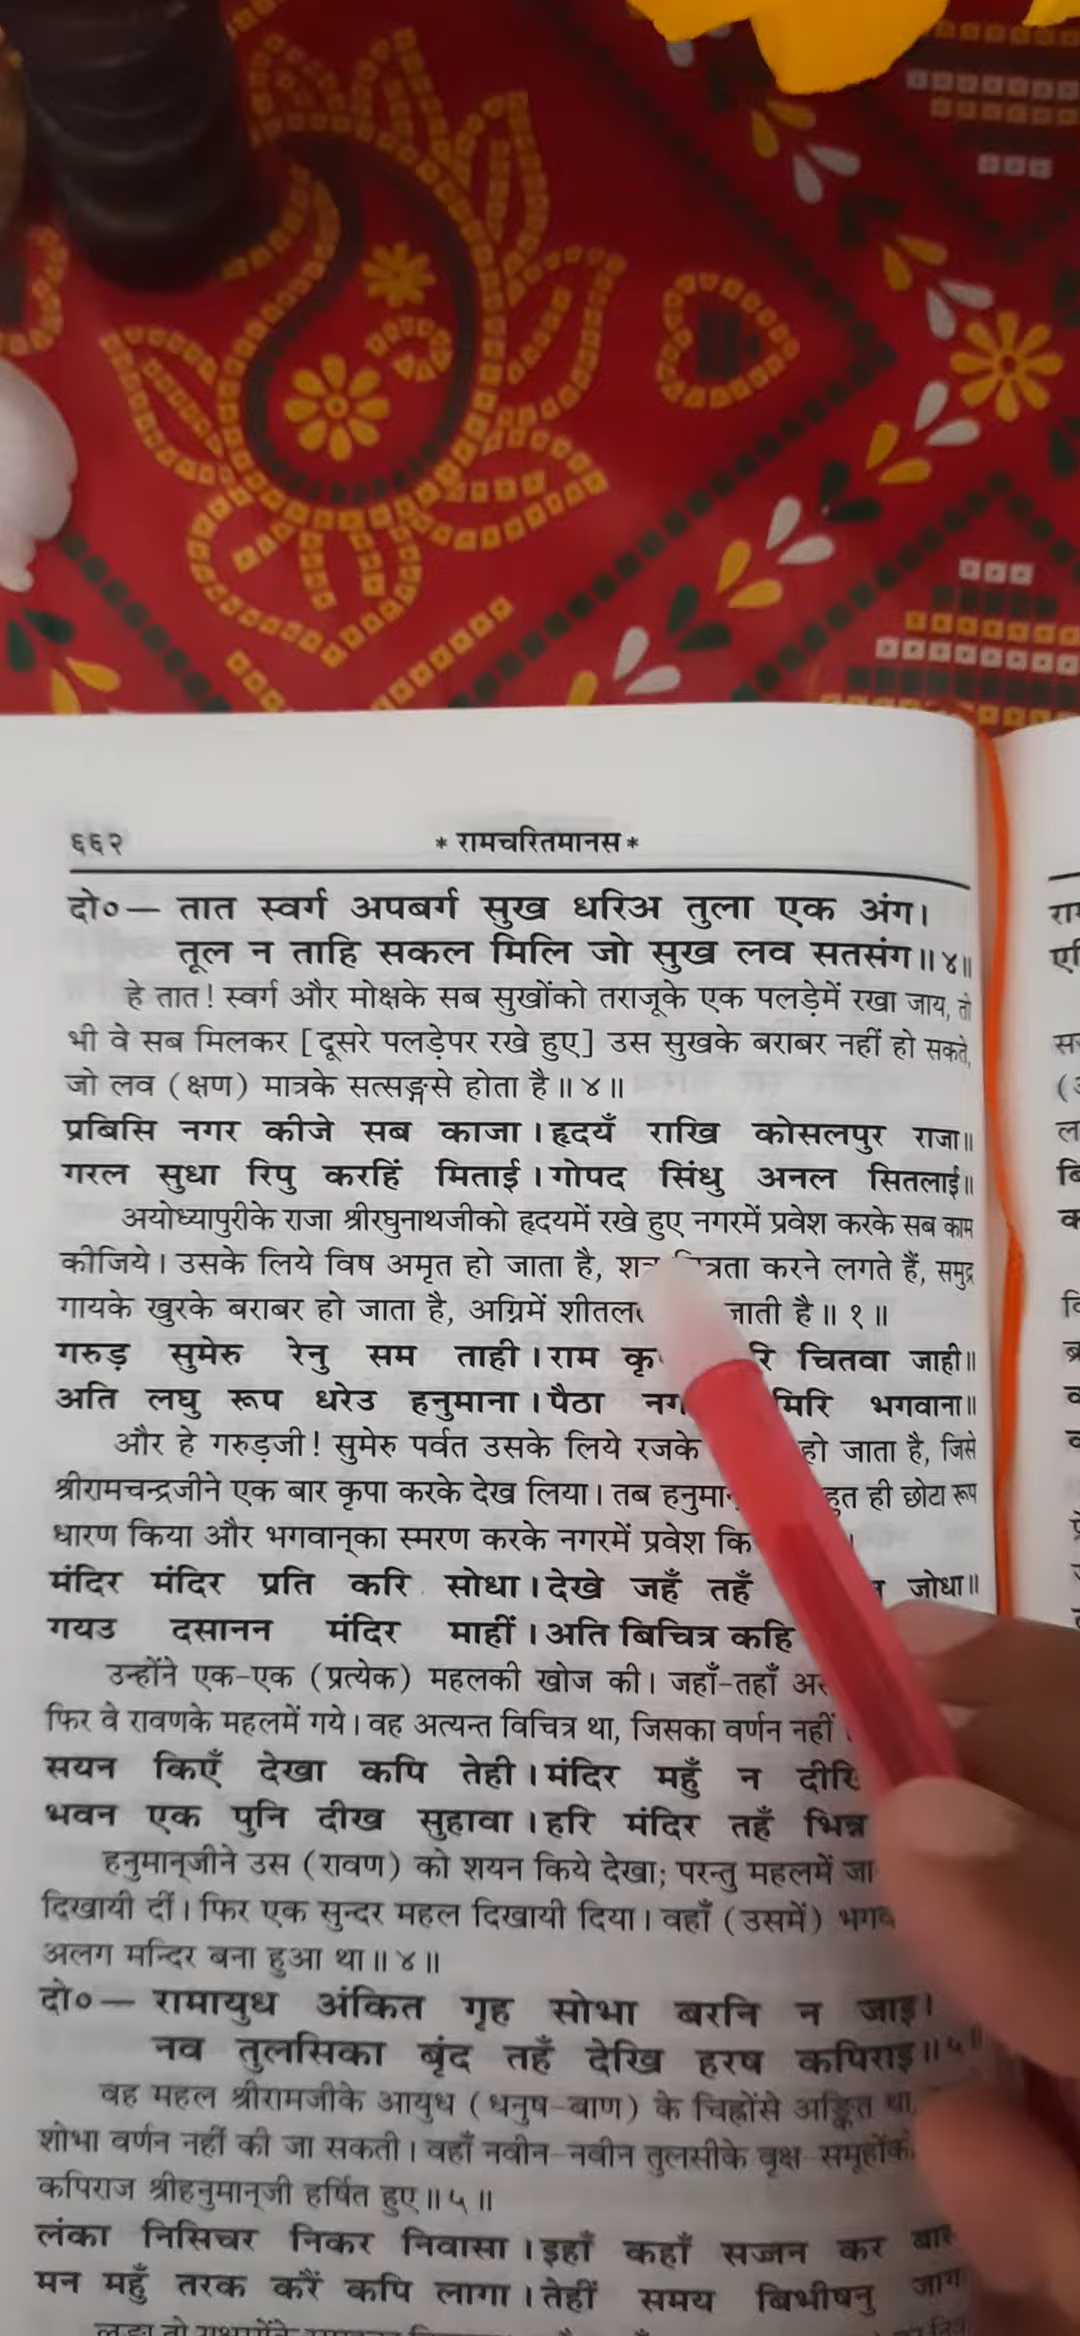 ६६२ * रामचरितमानस *
दो०— तात स्वर्ग अपबर्ग सुख धरिअ तुला एक अंग।
तूल न ताहि सकल मिलि जो सुख लव सतसंग॥४॥
हे तात! स्वर्ग और मोक्षके सब सुखोंको तराजूके एक पलड़ेमें रखा जाय, तो
भी वे सब मिलकर [दूसरे पलड़ेपर रखे हुए] उस सुखके बराबर नहीं हो सकते,
जो लव (क्षण) मात्रके सत्सङ्गसे होता है॥४॥
प्रबिसि नगर कीजे सब काजा।हृदयँ राखि कोसलपुर राजा॥
गरल सुधा रिपु करहिं मिताई।गोपद सिंधु अनल सितलाई॥
अयोध्यापुरीके राजा श्रीरघुनाथजीको हृदयमें रखे हुए नगरमें प्रवेश करके सब काम
कीजिये। उसके लिये विष अमृत हो जाता है, करने लगते हैं, समुद्र
गायके खुरके बराबर हो जाता है, अग्निमें जाती है॥१॥
गरुड़ सुमेरु रेनु सम ताही।राम चितवा जाही॥
अति लघु रूप धरेउ हनुमाना।पैठा भगवाना॥
और हे गरुड़जी! सुमेरु पर्वत उसके लिये रजके हो जाता है, जिसे
श्रीरामचन्द्रजीने एक बार कृपा करके देख लिया। तब ही छोटा रूप
धारण किया और भगवान्‌का स्मरण करके नगरमें प्रवेश
मंदिर मंदिर प्रति करि सोधा।देखे जहँ तहँ जोधा॥
गयउ दसानन मंदिर माहीं।अति बिचित्र कहि
उन्होंने एक-एक (प्रत्येक) महलकी खोज की। जहाँ-तहाँ
फिर वे रावणके महलमें गये। वह अत्यन्त विचित्र था, जिसका वर्णन नहीं
सयन किएँ देखा कपि तेही।मंदिर महुँ न
भवन एक पुनि दीख सुहावा।हरि मंदिर तहँ भिन्न
हनुमान्‌जीने उस (रावण) को शयन किये देखा; परन्तु महलमें
दिखायी दीं। फिर एक सुन्दर महल दिखायी दिया। वहाँ (उसमें)
अलग मन्दिर बना हुआ था॥४॥
दो०— रामायुध अंकित गृह सोभा बरनि न जाइ।
नव तुलसिका बृंद तहँ देखि हरष कपिराइ॥५॥
वह महल श्रीरामजीके आयुध (धनुष-बाण) के चिह्नोंसे अङ्कित था,
शोभा वर्णन नहीं की जा सकती। वहाँ नवीन-नवीन तुलसीके वृक्ष-समूहोंको
कपिराज श्रीहनुमान्‌जी हर्षित हुए॥५॥
लंका निसिचर निकर निवासा।इहाँ कहाँ सज्जन कर
मन महुँ तरक करैं कपि लागा।तेहीं समय बिभीषनु